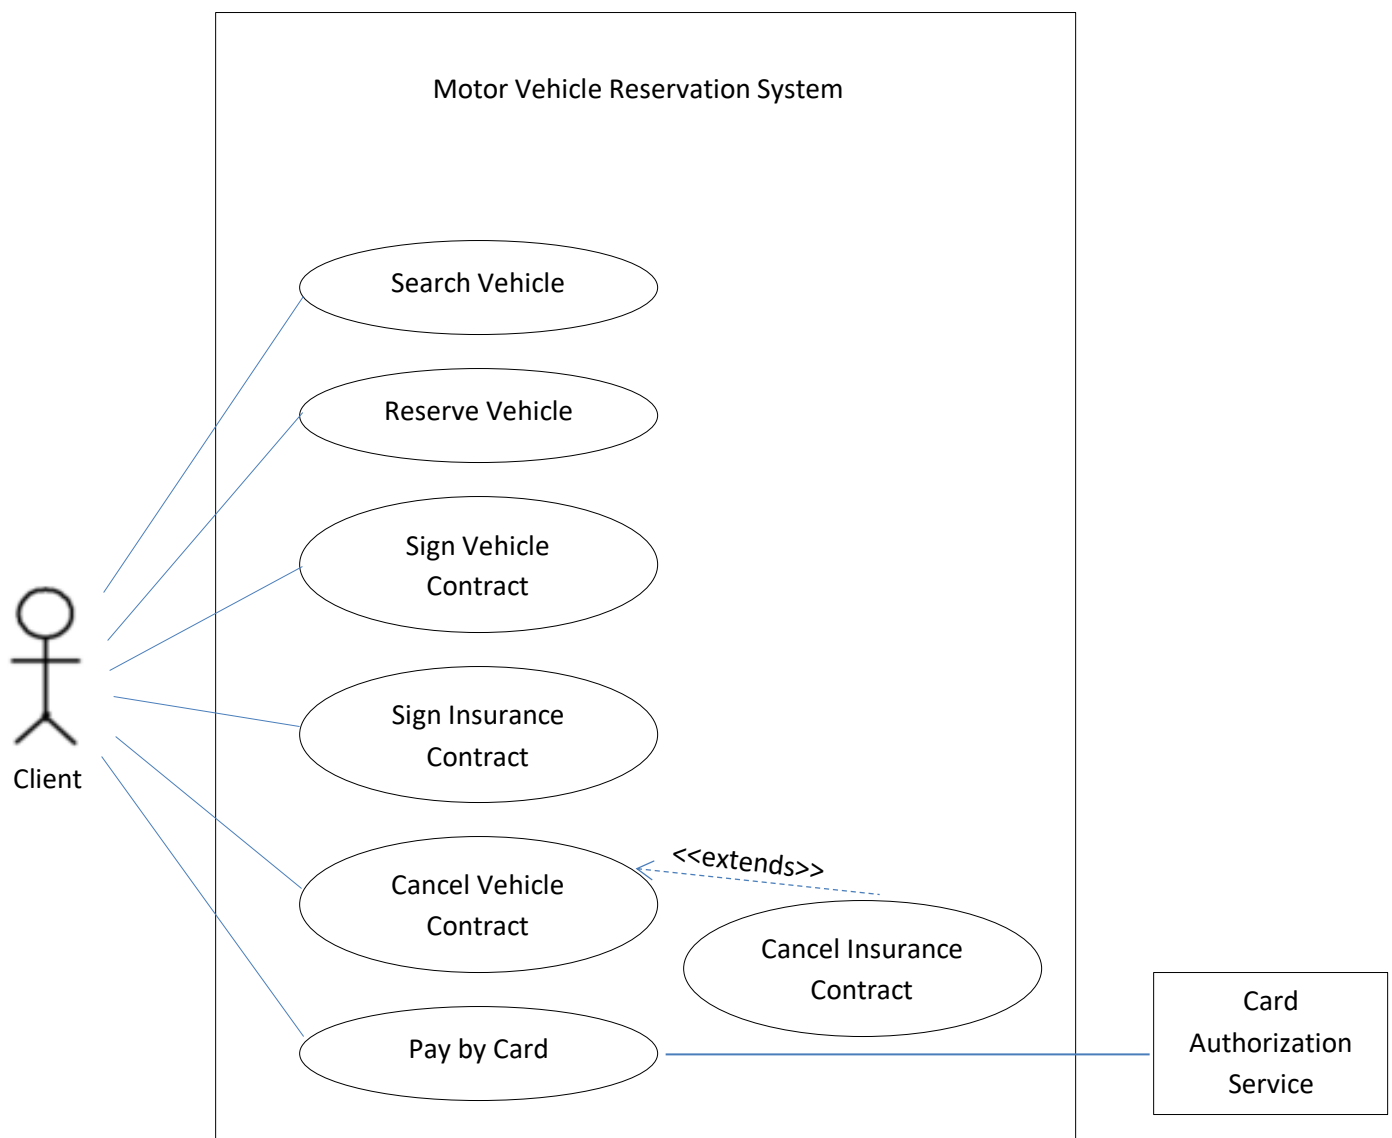 Motor Vehicle Reservation System
Search Vehicle
Reserve Vehicle
Sign Vehicle
Contract
Sign Insurance
Contract
Client
<<extends>>
Cancel Vehicle
Contract
Cancel Insurance
Contract
Card
Authorization
Service
Pay by Card